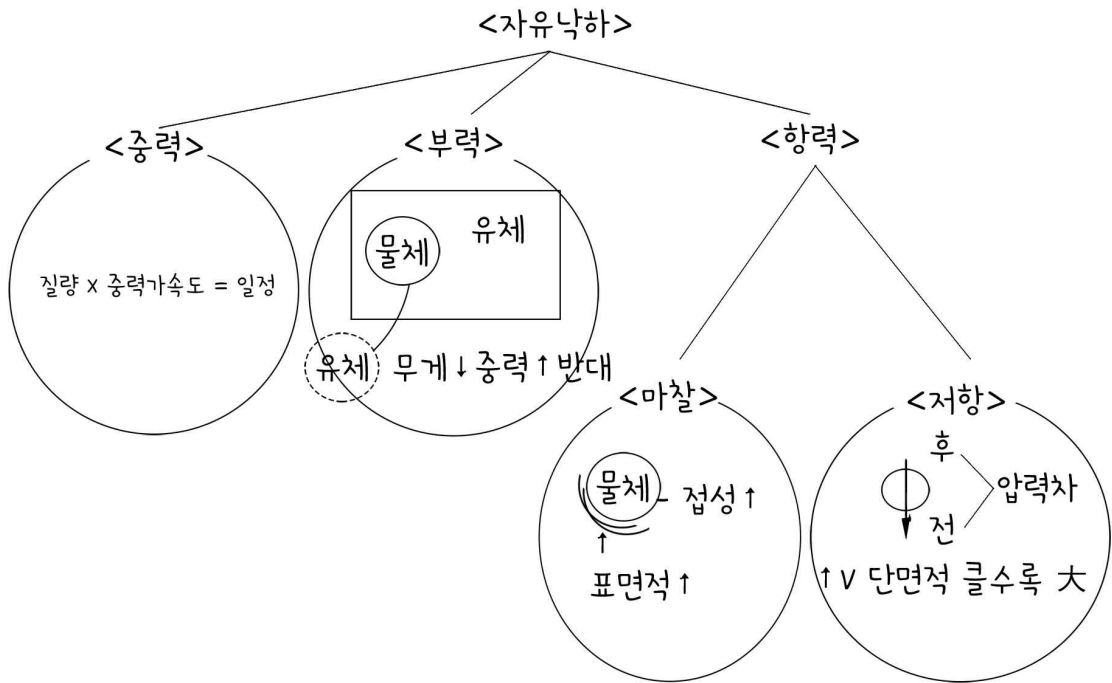 <자유낙하>
<중력>
<부력>
<항력>
질량 x 중력가속도 = 일정
물체
유체
유체 무게↓중력↑반대
<마찰>
<저항>
물체
접성↑
↑
표면적↑
후
전
압력차
↑V 단면적 클수록 大